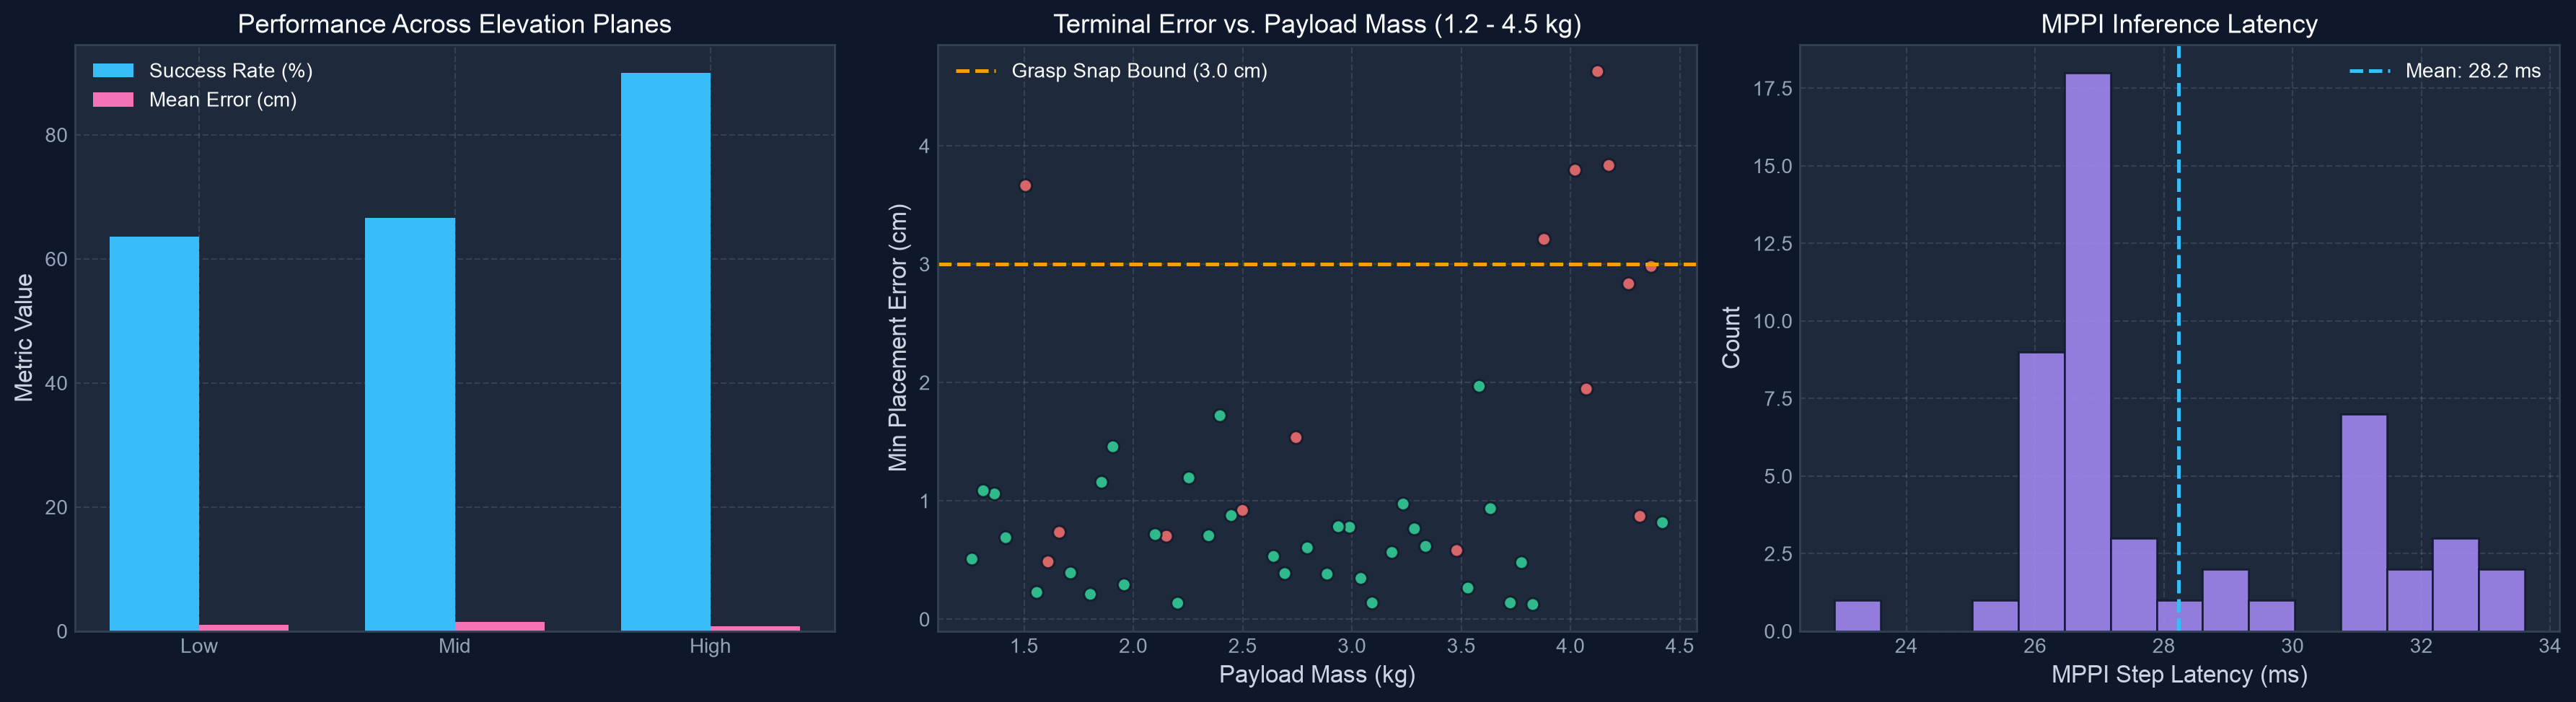 Performance Across Elevation Planes
Success Rate (%)
Mean Error (cm)
Metric Value
80
60
40
20
0
Low
Mid
High
Terminal Error vs. Payload Mass (1.2 - 4.5 kg)
Grasp Snap Bound (3.0 cm)
Min Placement Error (cm)
4
3
2
1
0
1.5
2.0
2.5
3.0
3.5
4.0
4.5
Payload Mass (kg)
MPPI Inference Latency
Mean: 28.2 ms
Count
17.5
15.0
12.5
10.0
7.5
5.0
2.5
0.0
24
26
28
30
32
34
MPPI Step Latency (ms)